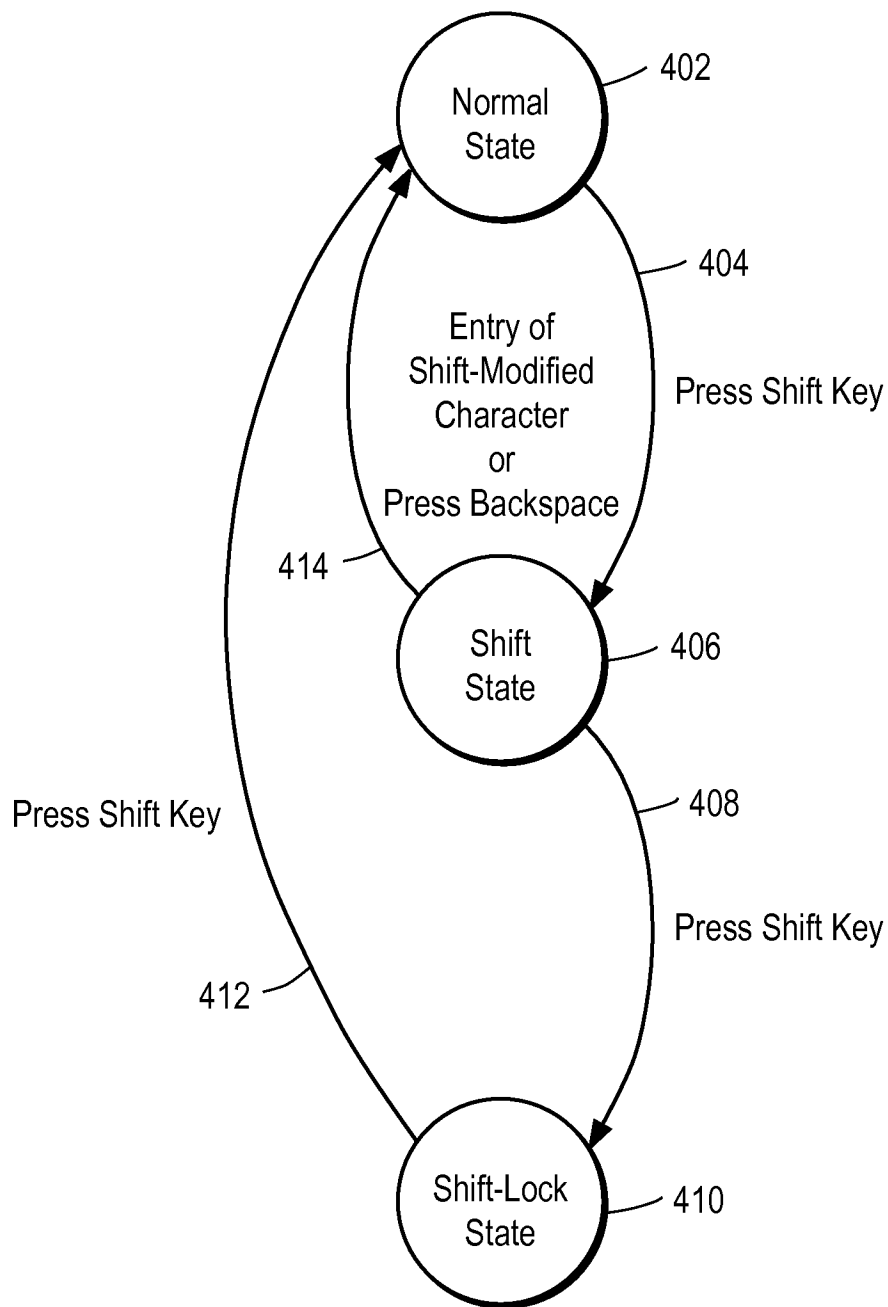 Normal
State
402
404
Press Shift Key
Entry of
Shift-Modified
Character
or
Press Backspace
414
Shift
State
406
408
Press Shift Key
Press Shift Key
412
Shift-Lock
State
410